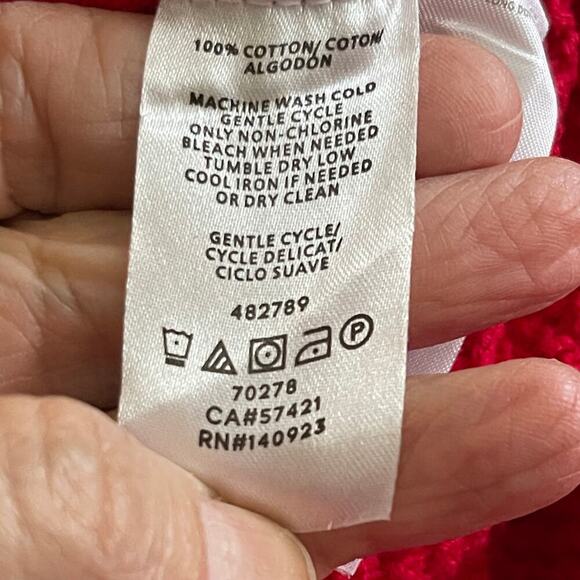 100% COTTON/ COTON/
ALGODÓN
MACHINE WASH COLD
GENTLE CYCLE
ONLY NON-CHLORINE
BLEACH WHEN NEEDED
TUMBLE DRY LOW
COOL IRON IF NEEDED
OR DRY CLEAN
GENTLE CYCLE/
CYCLE DELICAT/
CICLO SUAVE
482789
P
70278
CA#57421
RN#140923